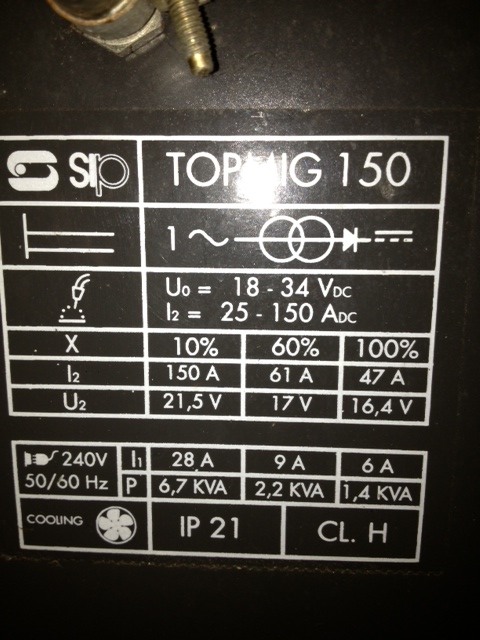 SIP TOPMIG 150
1 ~
U0 = 18 - 34 VDC
I2 = 25 - 150 ADC
X 10% 60% 100%
I2 150 A 61 A 47 A
U2 21,5 V 17 V 16,4 V
240V I1 28 A 9 A 6 A
50/60 Hz P 6,7 KVA 2,2 KVA 1,4 KVA
COOLING IP 21 CL. H